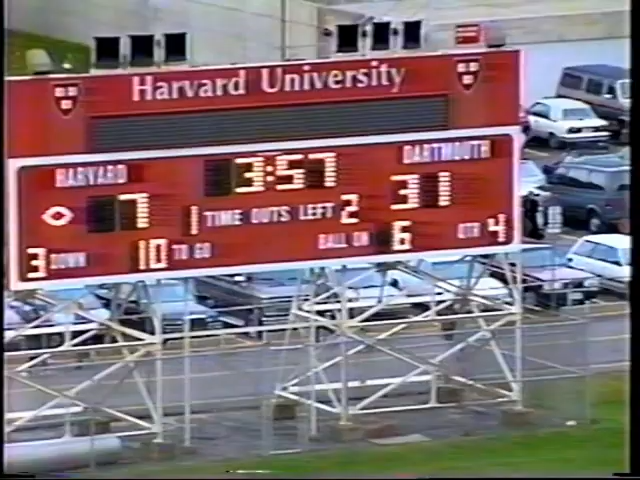 Harvard University
HARVARD 3:57 DARTMOUTH
7 1 TIME OUTS LEFT 2 31
3 DOWN 10 TO GO BALL ON 6 QTR 4